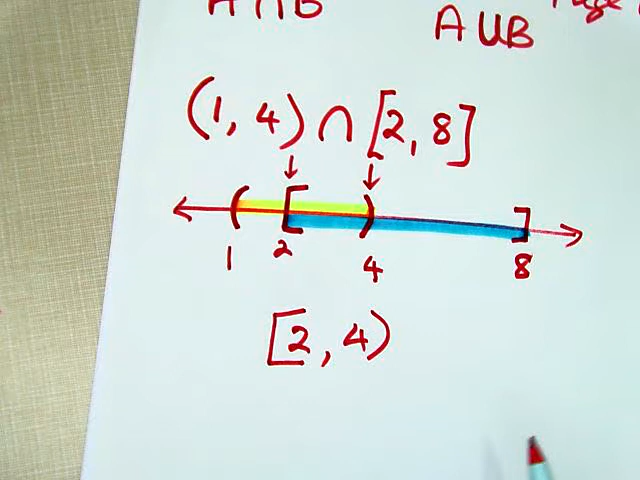 A∩B
A∪B
(1, 4) ∩ [2, 8]
( [ ) ]
1 2 4 8
[2, 4)